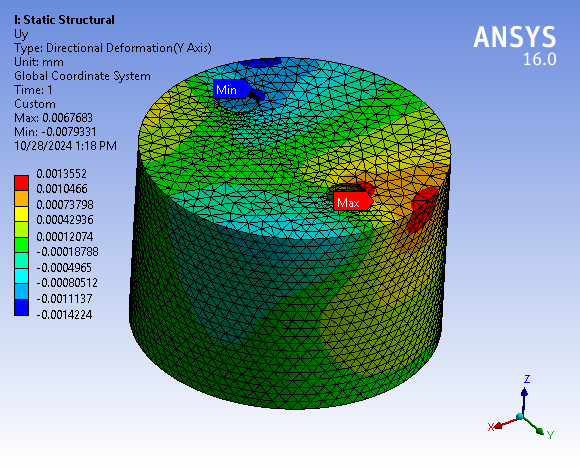 I: Static Structural
Uy
Type: Directional Deformation(Y Axis)
Unit: mm
Global Coordinate System
Time: 1
Custom
Max: 0.0067683
Min: -0.0079331
10/28/2024 1:18 PM
ANSYS
16.0
0.0013552
0.0010466
0.00073798
0.00042936
0.00012074
-0.00018788
-0.0004965
-0.00080512
-0.0011137
-0.0014224
Min
Max
Z
X
Y